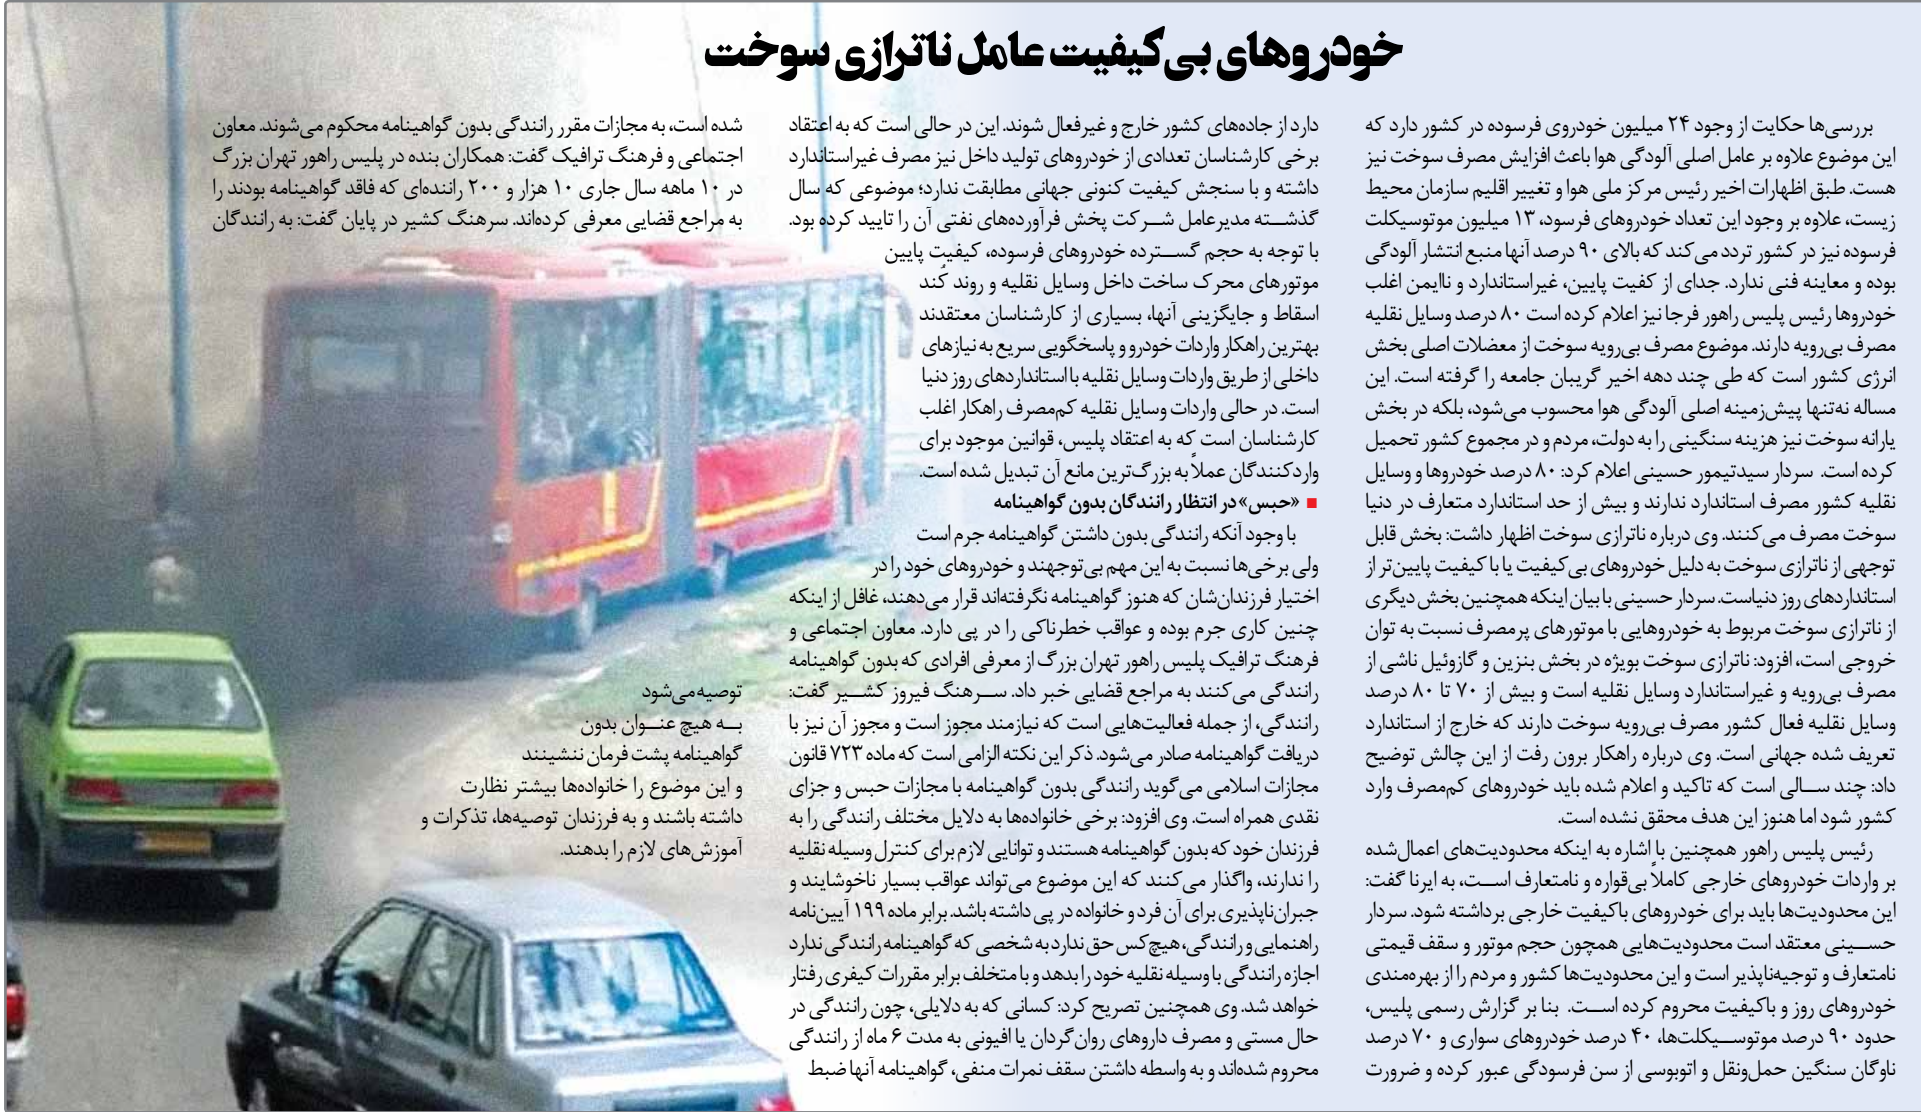 خودروهای بی‌کیفیت عامل ناترازی سوخت
بررسی‌ها حکایت از وجود ۲۴ میلیون خودروی فرسوده در کشور دارد که
این موضوع علاوه بر عامل اصلی آلودگی هوا باعث افزایش مصرف سوخت نیز
هست. طبق اظهارات اخیر رئیس مرکز ملی هوا و تغییر اقلیم سازمان محیط
زیست، علاوه بر وجود این تعداد خودروهای فرسود، ۱۳ میلیون موتوسیکلت
فرسوده نیز در کشور تردد می‌کند که بالای ۹۰ درصد آنها منبع انتشار آلودگی
بوده و معاینه فنی ندارد. جدای از کفیت پایین، غیراستاندارد و ناایمن اغلب
خودروها رئیس پلیس راهور فرجا نیز اعلام کرده است ۸۰ درصد وسایل نقلیه
مصرف بی‌رویه دارند. موضوع مصرف بی‌رویه سوخت از معضلات اصلی بخش
انرژی کشور است که طی چند دهه اخیر گریبان جامعه را گرفته است. این
مساله نه‌تنها پیش‌زمینه اصلی آلودگی هوا محسوب می‌شود، بلکه در بخش
یارانه سوخت نیز هزینه سنگینی را به دولت، مردم و در مجموع کشور تحمیل
کرده است. سردار سیدتیمور حسینی اعلام کرد: ۸۰ درصد خودروها و وسایل
نقلیه کشور مصرف استاندارد ندارند و بیش از حد استاندارد متعارف در دنیا
سوخت مصرف می‌کنند. وی درباره ناترازی سوخت اظهار داشت: بخش قابل
توجهی از ناترازی سوخت به دلیل خودروهای بی‌کیفیت یا با کیفیت پایین‌تر از
استانداردهای روز دنیاست. سردار حسینی با بیان اینکه همچنین بخش دیگری
از ناترازی سوخت مربوط به خودروهایی با موتورهای پرمصرف نسبت به توان
خروجی است، افزود: ناترازی سوخت بویژه در بخش بنزین و گازوئیل ناشی از
مصرف بی‌رویه و غیراستاندارد وسایل نقلیه است و بیش از ۷۰ تا ۸۰ درصد
وسایل نقلیه فعال کشور مصرف بی‌رویه سوخت دارند که خارج از استاندارد
تعریف شده جهانی است. وی درباره راهکار برون رفت از این چالش توضیح
داد: چند سالی است که تاکید و اعلام شده باید خودروهای کم‌مصرف وارد
کشور شود اما هنوز این هدف محقق نشده است.
رئیس پلیس راهور همچنین با اشاره به اینکه محدودیت‌های اعمال‌شده
بر واردات خودروهای خارجی کاملاً بی‌قواره و نامتعارف است، به ایرنا گفت:
این محدودیت‌ها باید برای خودروهای باکیفیت خارجی برداشته شود. سردار
حسینی معتقد است محدودیت‌هایی همچون حجم موتور و سقف قیمتی
نامتعارف و توجیه‌ناپذیر است و این محدودیت‌ها کشور و مردم را از بهره‌مندی
خودروهای روز و باکیفیت محروم کرده است. بنا بر گزارش رسمی پلیس،
حدود ۹۰ درصد موتوسیکلت‌ها، ۴۰ درصد خودروهای سواری و ۷۰ درصد
ناوگان سنگین حمل‌ونقل و اتوبوسی از سن فرسودگی عبور کرده و ضرورت
دارد از جاده‌های کشور خارج و غیرفعال شوند. این در حالی است که به اعتقاد
برخی کارشناسان تعدادی از خودروهای تولید داخل نیز مصرف غیراستاندارد
داشته و با سنجش کیفیت کنونی جهانی مطابقت ندارد؛ موضوعی که سال
گذشته مدیرعامل شرکت پخش فرآورده‌های نفتی آن را تایید کرده بود.
با توجه به حجم گسترده خودروهای فرسوده، کیفیت پایین
موتورهای محرک ساخت داخل وسایل نقلیه و روند کُند
اسقاط و جایگزینی آنها، بسیاری از کارشناسان معتقدند
بهترین راهکار واردات خودرو و پاسخگویی سریع به نیازهای
داخلی از طریق واردات وسایل نقلیه با استانداردهای روز دنیا
است. در حالی واردات وسایل نقلیه کم‌مصرف راهکار اغلب
کارشناسان است که به اعتقاد پلیس، قوانین موجود برای
واردکنندگان عملاً به بزرگ‌ترین مانع آن تبدیل شده است.
■ «حبس» در انتظار رانندگان بدون گواهینامه
با وجود آنکه رانندگی بدون داشتن گواهینامه جرم است
ولی برخی‌ها نسبت به این مهم بی‌توجهند و خودروهای خود را در
اختیار فرزندان‌شان که هنوز گواهینامه نگرفته‌اند قرار می‌دهند، غافل از اینکه
چنین کاری جرم بوده و عواقب خطرناکی را در پی دارد. معاون اجتماعی و
فرهنگ ترافیک پلیس راهور تهران بزرگ از معرفی افرادی که بدون گواهینامه
رانندگی می‌کنند به مراجع قضایی خبر داد. سرهنگ فیروز کشیر گفت:
رانندگی، از جمله فعالیت‌هایی است که نیازمند مجوز است و مجوز آن نیز با
دریافت گواهینامه صادر می‌شود. ذکر این نکته الزامی است که ماده ۷۲۳ قانون
مجازات اسلامی می‌گوید رانندگی بدون گواهینامه با مجازات حبس و جزای
نقدی همراه است. وی افزود: برخی خانواده‌ها به دلایل مختلف رانندگی را به
فرزندان خود که بدون گواهینامه هستند و توانایی لازم برای کنترل وسیله نقلیه
را ندارند، واگذار می‌کنند که این موضوع می‌تواند عواقب بسیار ناخوشایند و
جبران‌ناپذیری برای آن فرد و خانواده در پی داشته باشد. برابر ماده ۱۹۹ آیین‌نامه
راهنمایی و رانندگی، هیچ‌کس حق ندارد به شخصی که گواهینامه رانندگی ندارد
اجازه رانندگی با وسیله نقلیه خود را بدهد و با متخلف برابر مقررات کیفری رفتار
خواهد شد. وی همچنین تصریح کرد: کسانی که به دلایلی، چون رانندگی در
حال مستی و مصرف داروهای روان‌گردان یا افیونی به مدت ۶ ماه از رانندگی
محروم شده‌اند و به واسطه داشتن سقف نمرات منفی، گواهینامه آنها ضبط
شده است، به مجازات مقرر رانندگی بدون گواهینامه محکوم می‌شوند. معاون
اجتماعی و فرهنگ ترافیک گفت: همکاران بنده در پلیس راهور تهران بزرگ
در ۱۰ ماهه سال جاری ۱۰ هزار و ۲۰۰ راننده‌ای که فاقد گواهینامه بودند را
به مراجع قضایی معرفی کرده‌اند. سرهنگ کشیر در پایان گفت: به رانندگان
توصیه می‌شود
به هیچ عنوان بدون
گواهینامه پشت فرمان ننشینند
و این موضوع را خانواده‌ها بیشتر نظارت
داشته باشند و به فرزندان توصیه‌ها، تذکرات و
آموزش‌های لازم را بدهند.